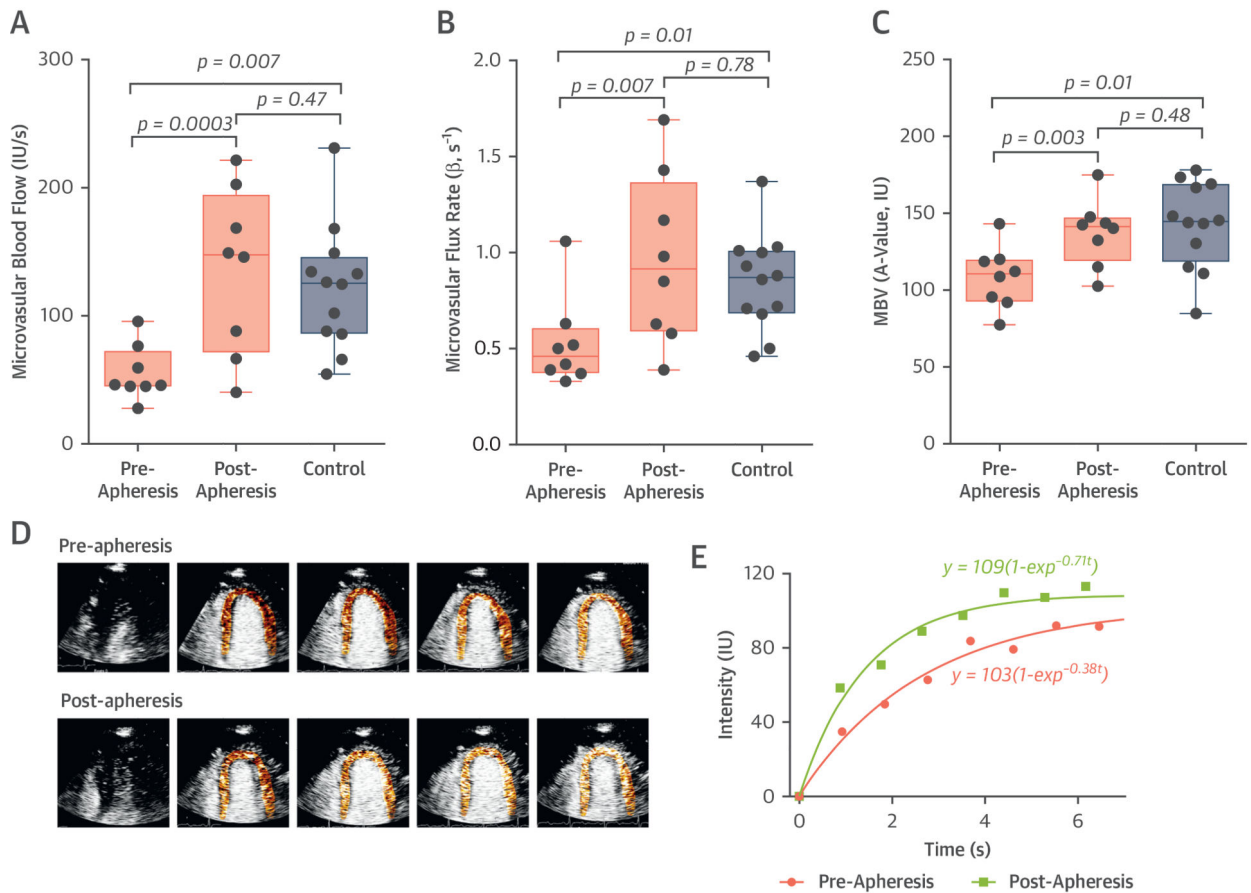 A
Microvascular Blood Flow (IU/s)
300
200
100
0
p = 0.007
p = 0.47
p = 0.0003
Pre-
Apheresis
Post-
Apheresis
Control
B
Microvascular Flux Rate (β, s⁻¹)
2.0
1.5
1.0
0.5
0.0
p = 0.01
p = 0.78
p = 0.007
Pre-
Apheresis
Post-
Apheresis
Control
C
MBV (A-Value, IU)
250
200
150
100
50
0
p = 0.01
p = 0.48
p = 0.003
Pre-
Apheresis
Post-
Apheresis
Control
D
Pre-apheresis
Post-apheresis
E
Intensity (IU)
120
80
40
0
y = 109(1-exp⁻⁰·⁷¹ᵗ)
y = 103(1-exp⁻⁰·³⁸ᵗ)
0
2
4
6
Time (s)
Pre-Apheresis
Post-Apheresis